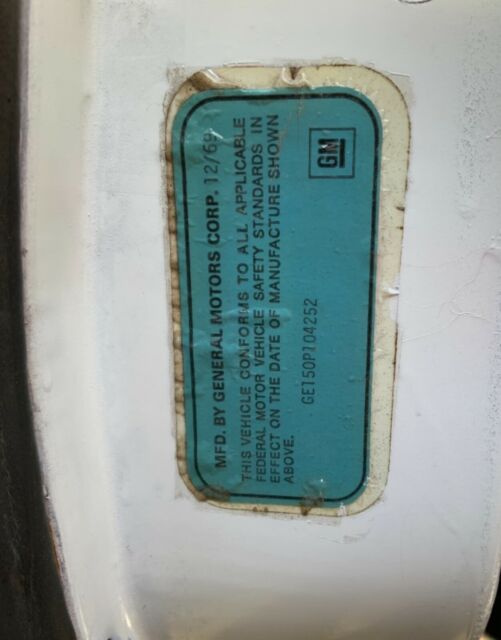 MFD. BY GENERAL MOTORS CORP. 12/69
THIS VEHICLE CONFORMS TO ALL APPLICABLE
FEDERAL MOTOR VEHICLE SAFETY STANDARDS IN
EFFECT ON THE DATE OF MANUFACTURE SHOWN
ABOVE.
GE150P104252
GM